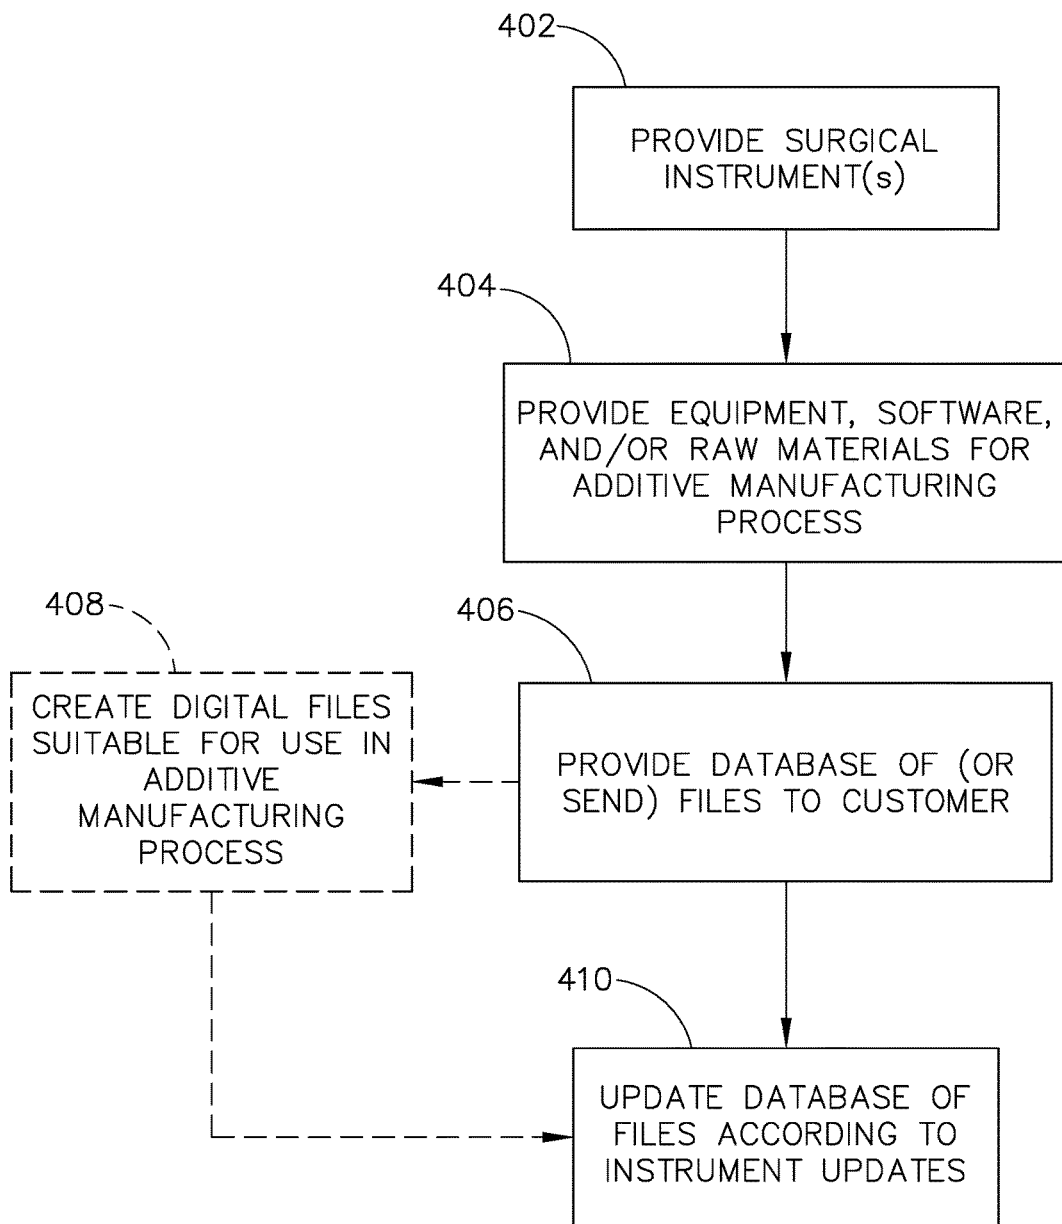 402
PROVIDE SURGICAL
INSTRUMENT(s)
404
PROVIDE EQUIPMENT, SOFTWARE,
AND/OR RAW MATERIALS FOR
ADDITIVE MANUFACTURING
PROCESS
406
PROVIDE DATABASE OF (OR
SEND) FILES TO CUSTOMER
408
CREATE DIGITAL FILES
SUITABLE FOR USE IN
ADDITIVE
MANUFACTURING
PROCESS
410
UPDATE DATABASE OF
FILES ACCORDING TO
INSTRUMENT UPDATES